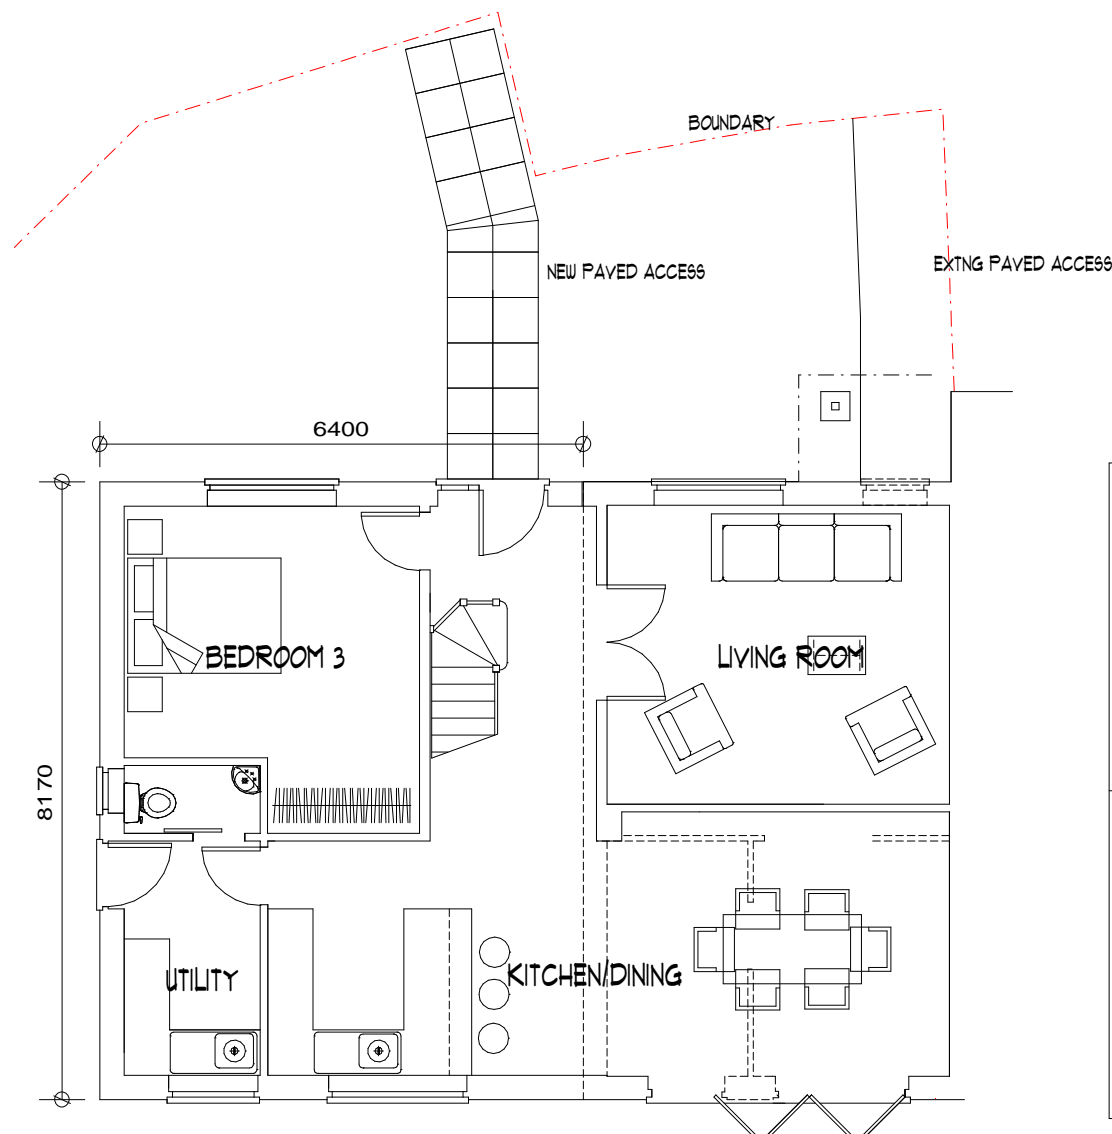 BOUNDARY
NEW PAVED ACCESS
EXTNG PAVED ACCESS
6400
BEDROOM 3
LIVING ROOM
8170
UTILITY
KITCHEN/DINING